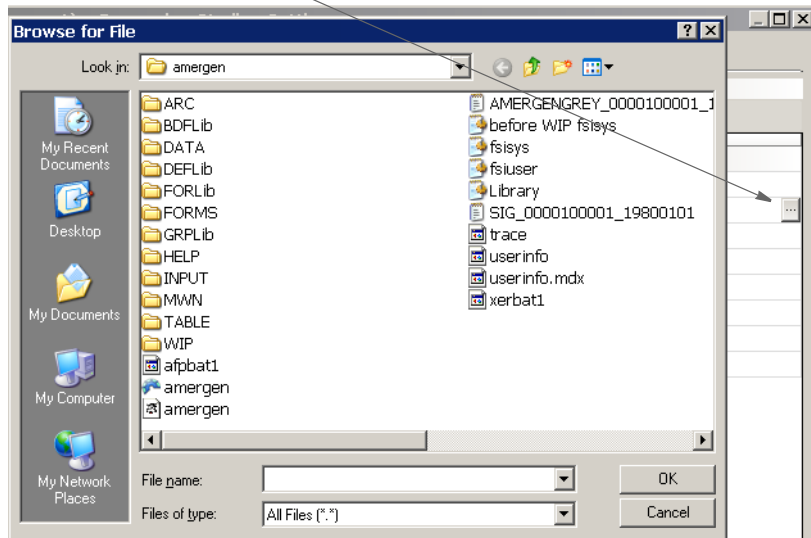 Browse for File
Look in:
amergen
My Recent
Documents
Desktop
My Documents
My Computer
My Network
Places
ARC
BDFLib
DATA
DEFLib
FORLib
FORMS
GRPLib
HELP
INPUT
MWN
TABLE
WIP
afpbat1
amergen
amergen
AMERGENGREY_0000100001_1
before WIP fsisys
fsisys
fsiuser
Library
SIG_0000100001_19800101
trace
userinfo
userinfo.mdx
xerbat1
File name:
OK
Files of type:
All Files (*.*)
Cancel
...